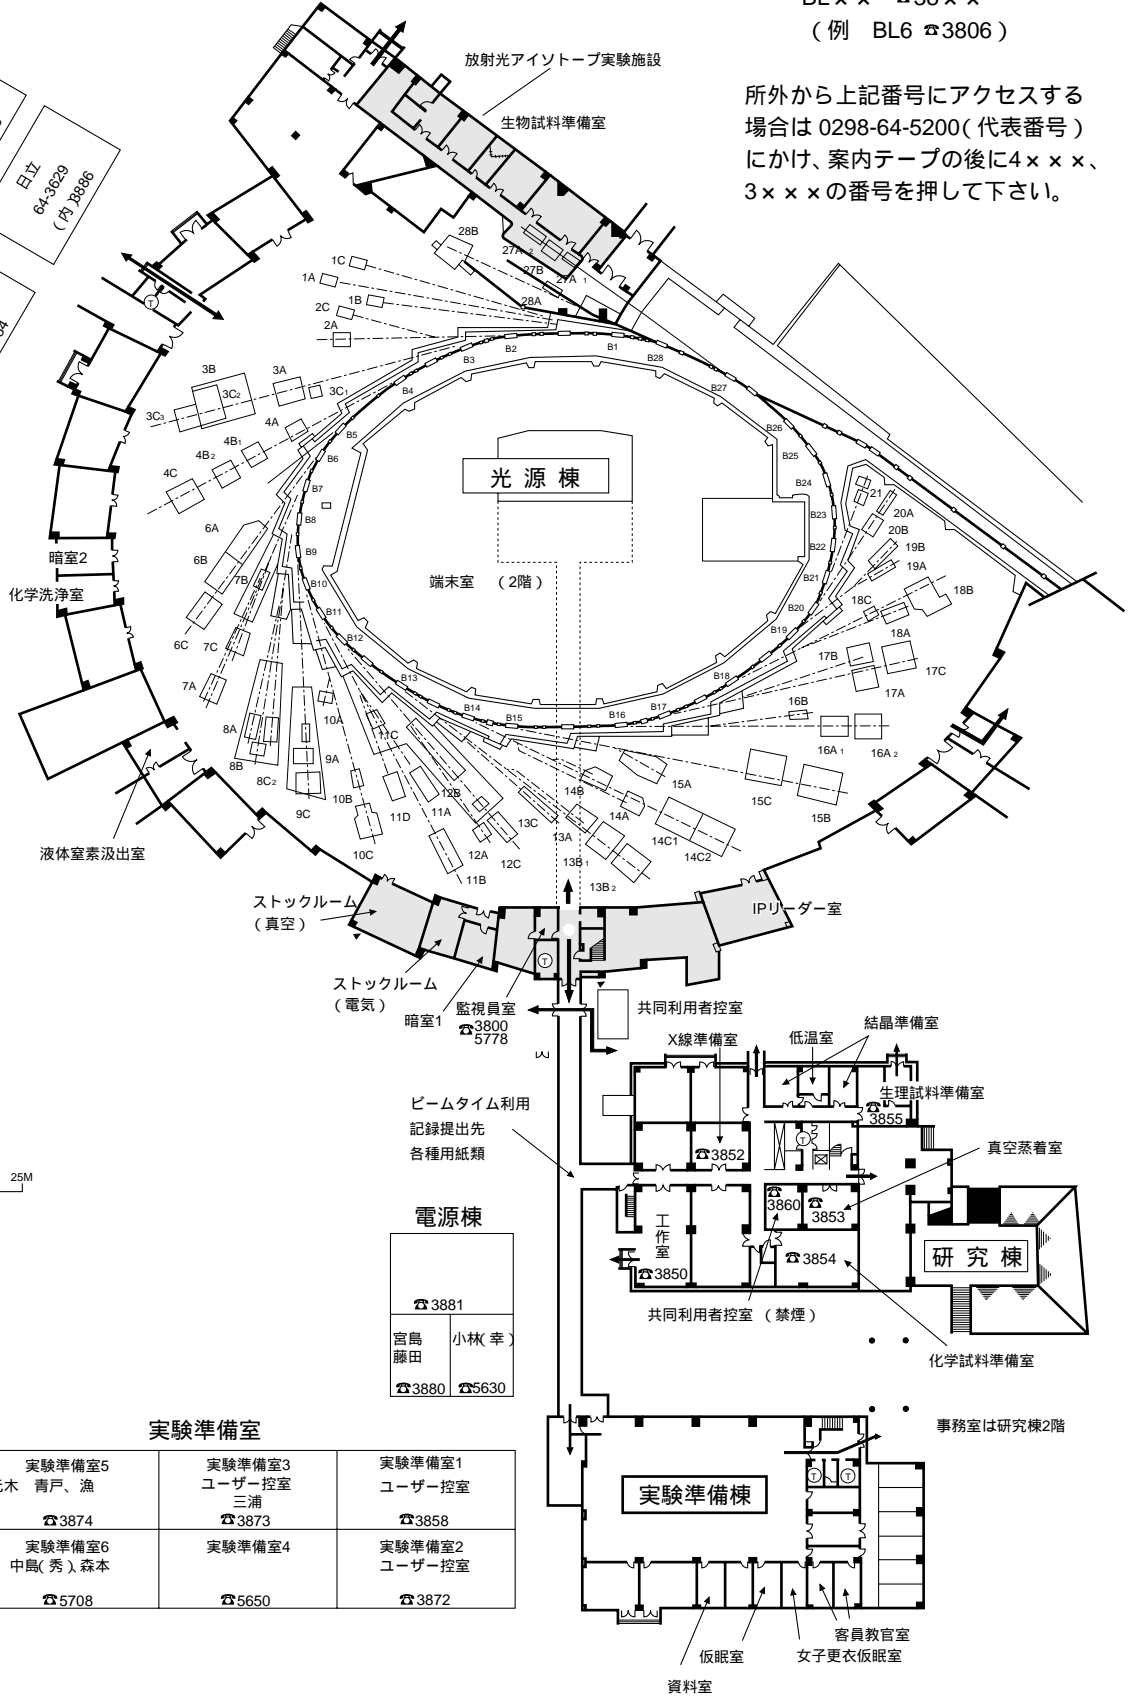 BL×× ☎38××
(例 BL6 ☎3806)
所外から上記番号にアクセスする
場合は 0298-64-5200(代表番号)
にかけ、案内テープの後に4×××、
3×××の番号を押して下さい。
放射光アイソトープ実験施設
生物試料準備室
日立
64-3629
(内)3886
28B
27A 2
27B
27A 1
28A
1C
1A
1B
2C
2A
3B
3A
3C2
3C1
3C3
4A
4B1
4B2
4C
6A
6B
7B
6C
7C
7A
8A
8B
8C2
9A
9C
10A
10B
10C
11C
11D
11A
11B
12B
12A
12C
13C
13A
13B1
13B2
14B
14A
14C1
14C2
15A
15C
15B
16B
16A1
16A2
17B
17A
17C
18C
18A
18B
19A
19B
20B
20A
21
B1
B2
B3
B4
B5
B6
B7
B8
B9
B10
B11
B12
B13
B14
B15
B16
B17
B18
B19
B20
B21
B22
B23
B24
B25
B26
B27
B28
光源棟
端末室 (2階)
暗室2
化学洗浄室
液体窒素汲出室
ストックルーム
(真空)
ストックルーム
(電気)
暗室1
監視員室
☎3800
5778
IPリーダー室
共同利用者控室
X線準備室
低温室
結晶準備室
生理試料準備室
☎3855
☎3852
真空蒸着室
☎3860
☎3853
☎3854
工作室
☎3850
研究棟
共同利用者控室 (禁煙)
化学試料準備室
事務室は研究棟2階
ビームタイム利用
記録提出先
各種用紙類
25M
電源棟
☎3881
宮島
藤田
☎3880
小林(幸)
☎5630
実験準備室
実験準備室5
木 青戸、漁
☎3874
実験準備室3
ユーザー控室
三浦
☎3873
実験準備室1
ユーザー控室
☎3858
実験準備室6
中島(秀)、森本
☎5708
実験準備室4
☎5650
実験準備室2
ユーザー控室
☎3872
実験準備棟
客員教官室
女子更衣仮眠室
仮眠室
資料室